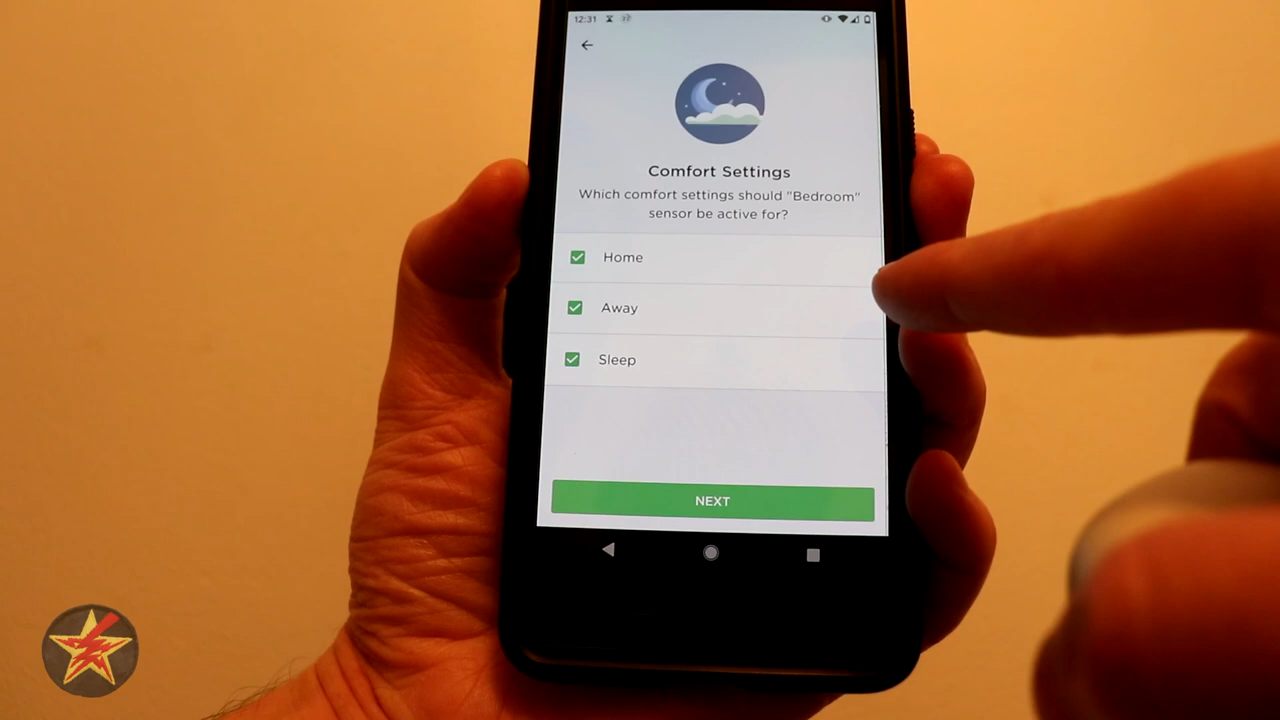 12:31
Comfort Settings
Which comfort settings should "Bedroom"
sensor be active for?
Home
Away
Sleep
NEXT